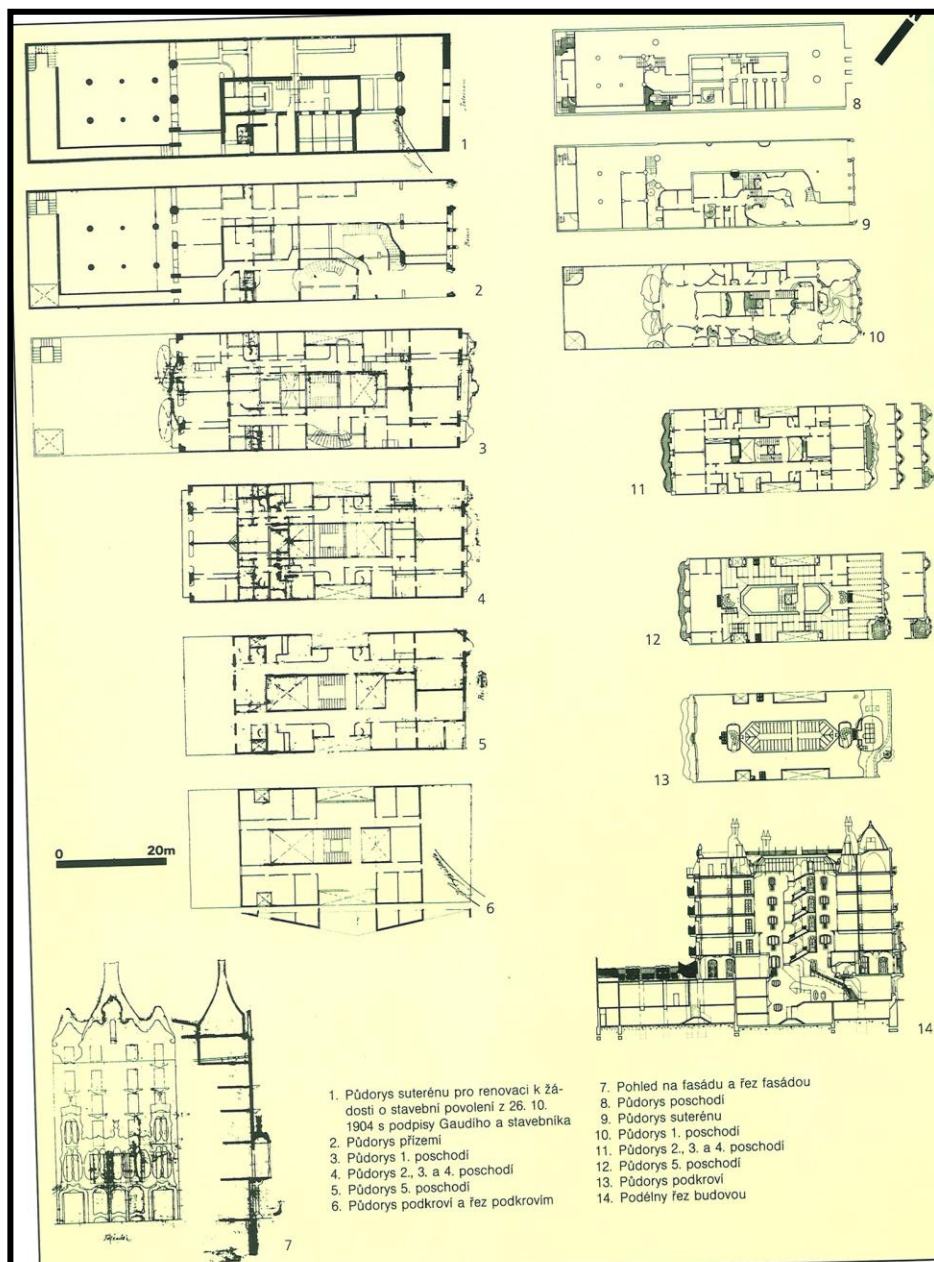 1
2
3
4
5
6
0 20m
7
8
9
10
11
12
13
14
1. Půdorys suterénu pro renovaci k žá-
dosti o stavební povolení z 26. 10.
1904 s podpisy Gaudího a stavebníka
2. Půdorys přízemí
3. Půdorys 1. poschodí
4. Půdorys 2., 3. a 4. poschodí
5. Půdorys 5. poschodí
6. Půdorys podkroví a řez podkrovím
7. Pohled na fasádu a řez fasádou
8. Půdorys poschodí
9. Půdorys suterénu
10. Půdorys 1. poschodí
11. Půdorys 2., 3. a 4. poschodí
12. Půdorys 5. poschodí
13. Půdorys podkroví
14. Podélny řez budovou